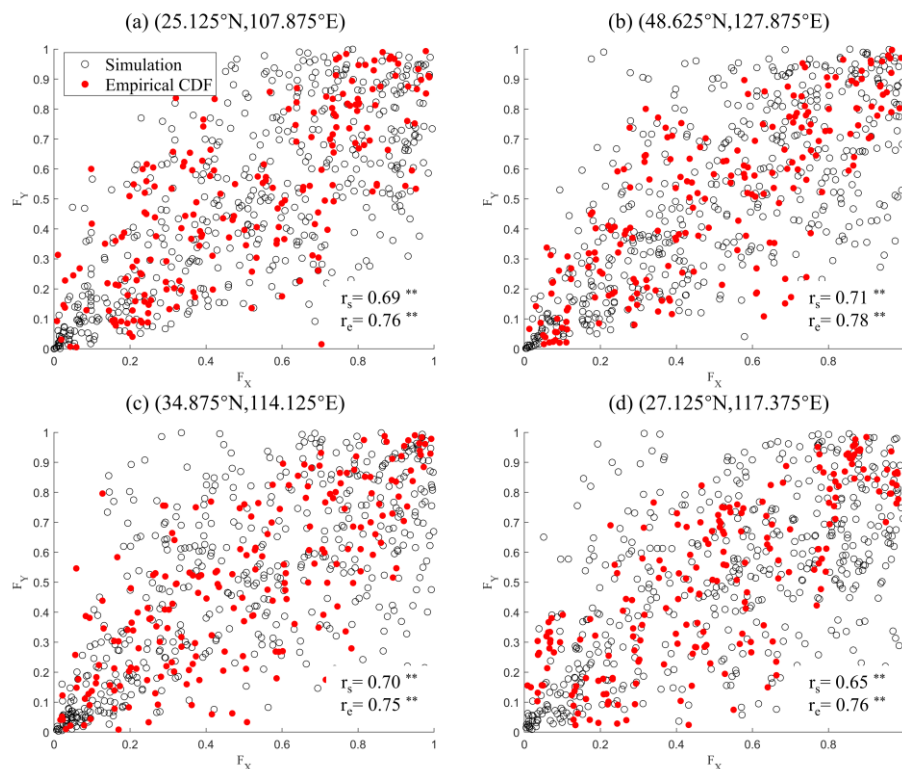 (a) (25.125°N,107.875°E)
Simulation
Empirical CDF
1
0.9
0.8
0.7
0.6
0.5
0.4
0.3
0.2
0.1
0
F_Y
r_s= 0.69 **
r_e= 0.76 **
0 0.2 0.4 0.6 0.8 1
F_X
(b) (48.625°N,127.875°E)
1
0.9
0.8
0.7
0.6
0.5
0.4
0.3
0.2
0.1
0
F_Y
r_s= 0.71 **
r_e= 0.78 **
0 0.2 0.4 0.6 0.8
F_X
(c) (34.875°N,114.125°E)
1
0.9
0.8
0.7
0.6
0.5
0.4
0.3
0.2
0.1
0
F_Y
r_s= 0.70 **
r_e= 0.75 **
0 0.2 0.4 0.6 0.8 1
F_X
(d) (27.125°N,117.375°E)
1
0.9
0.8
0.7
0.6
0.5
0.4
0.3
0.2
0.1
0
F_Y
r_s= 0.65 **
r_e= 0.76 **
0 0.2 0.4 0.6 0.8
F_X